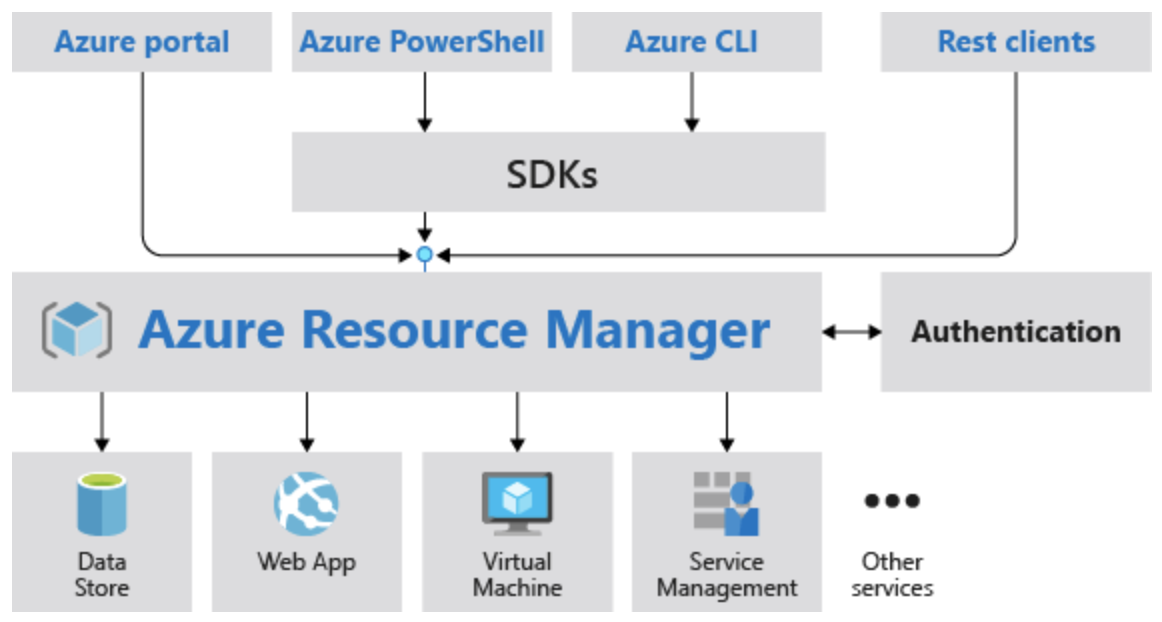 Azure portal
Azure PowerShell
Azure CLI
Rest clients
SDKs
Azure Resource Manager
Authentication
Data
Store
Web App
Virtual
Machine
Service
Management
Other
services